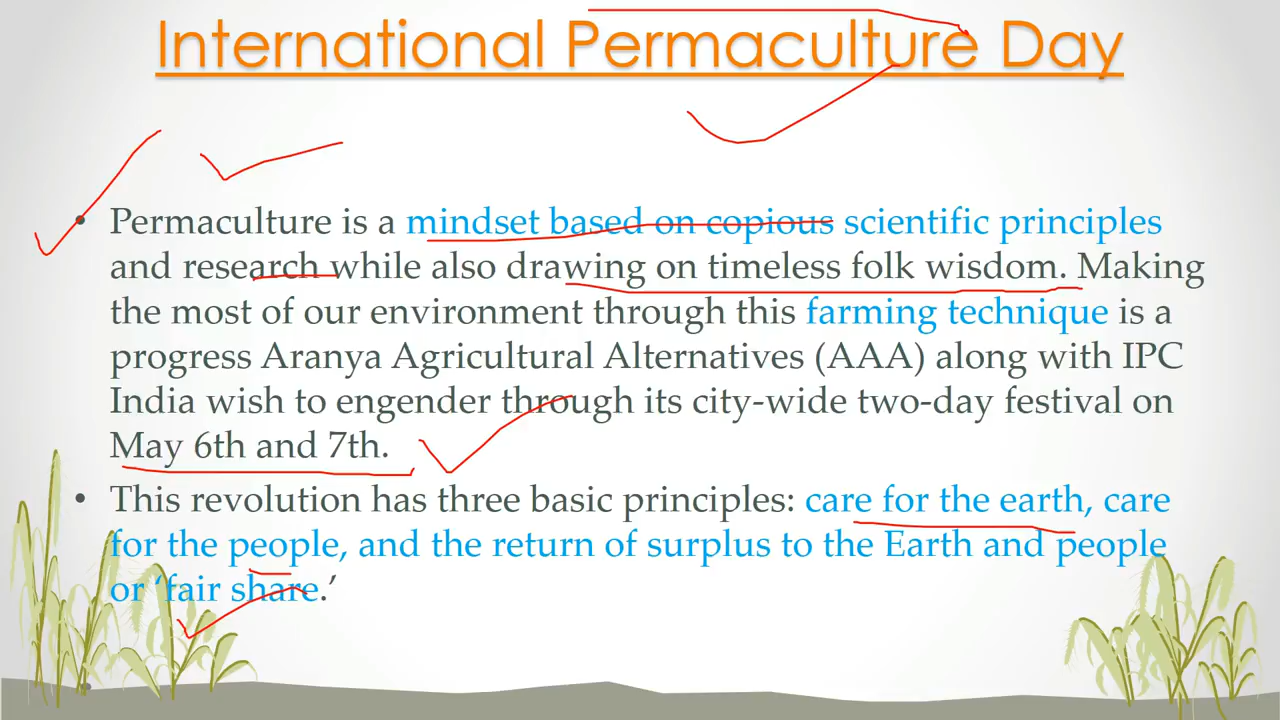 International Permaculture Day
• Permaculture is a mindset based on copious scientific principles
and research while also drawing on timeless folk wisdom. Making
the most of our environment through this farming technique is a
progress Aranya Agricultural Alternatives (AAA) along with IPC
India wish to engender through its city-wide two-day festival on
May 6th and 7th.
• This revolution has three basic principles: care for the earth, care
for the people, and the return of surplus to the Earth and people
or ‘fair share.’